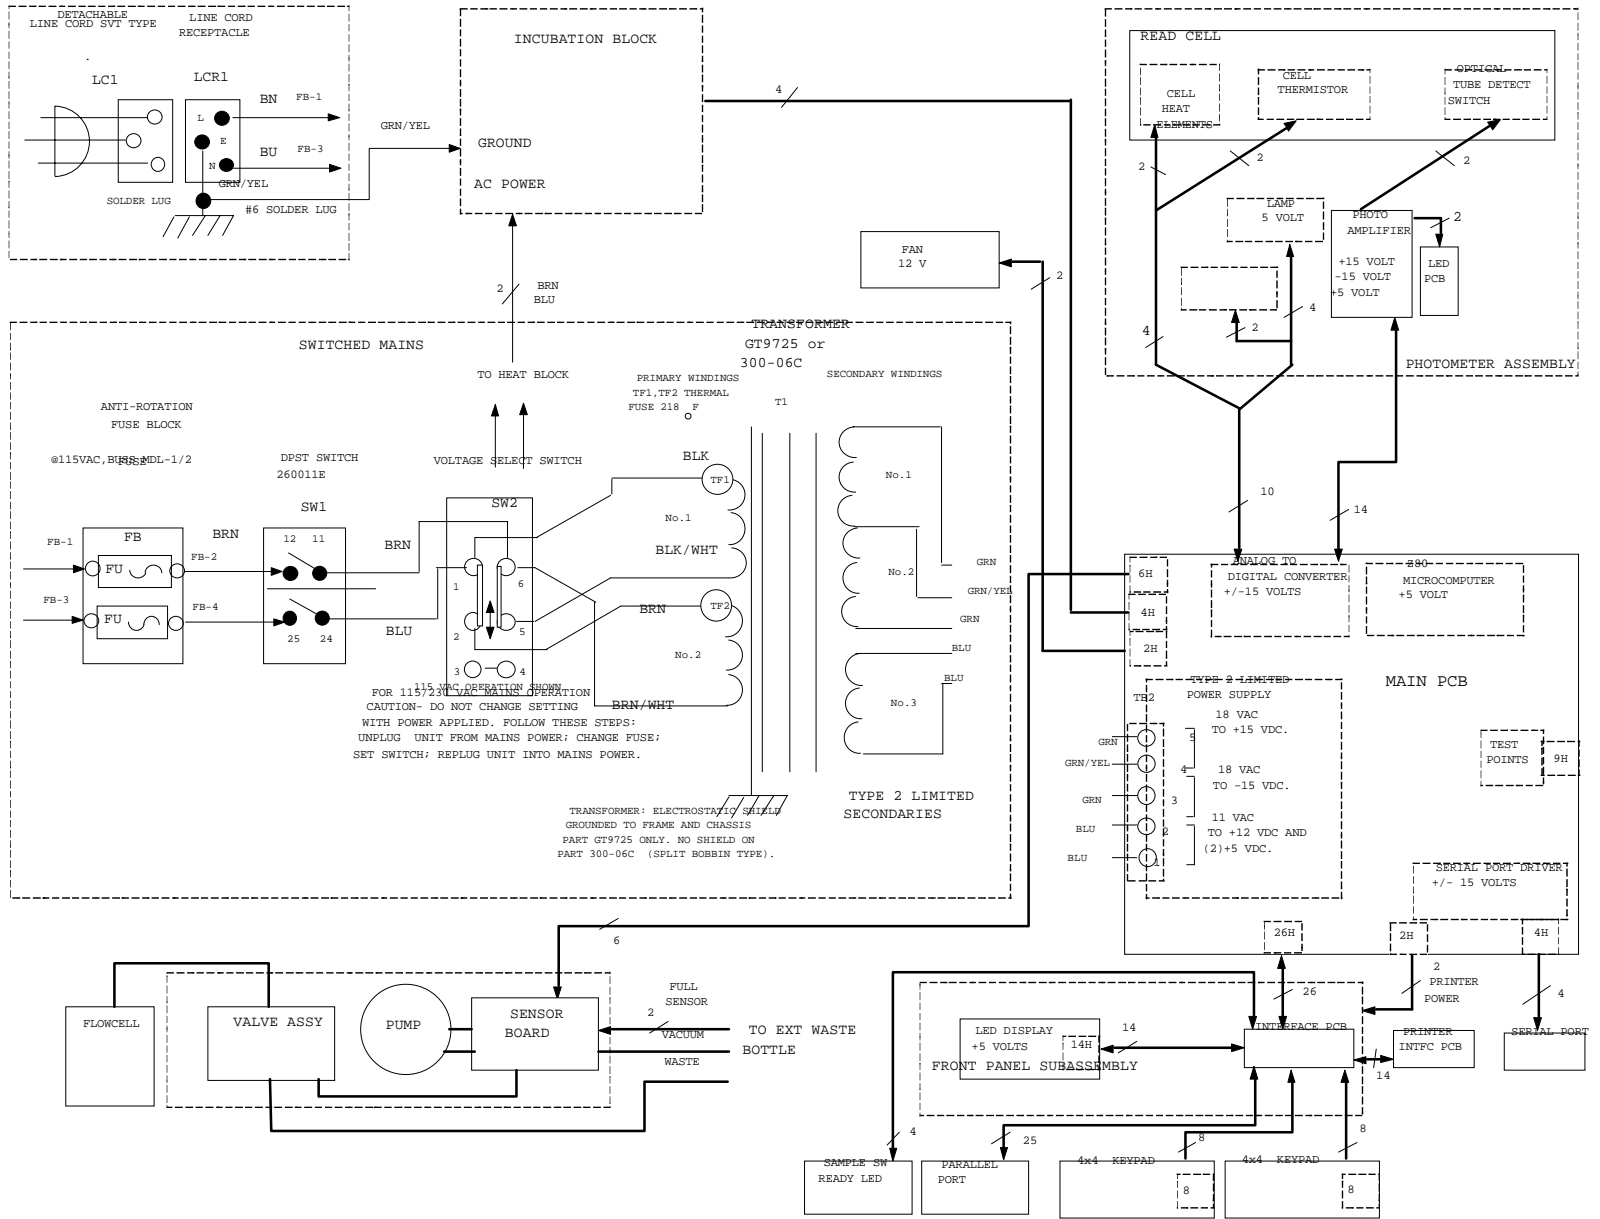 DETACHABLE
LINE CORD SVT TYPE
LINE CORD
RECEPTACLE
LC1
LCR1
BN
FB-1
L
E
BU
FB-3
N
GRN/YEL
SOLDER LUG
#6 SOLDER LUG
GRN/YEL
INCUBATION BLOCK
GROUND
AC POWER
4
2
BRN
BLU
FAN
12 V
2
READ CELL
CELL
HEAT
ELEMENTS
CELL
THERMISTOR
OPTICAL
TUBE DETECT
SWITCH
2
2
2
LAMP
5 VOLT
PHOTO
AMPLIFIER
+15 VOLT
-15 VOLT
+5 VOLT
2
LED
PCB
4
2
4
PHOTOMETER ASSEMBLY
10
14
SWITCHED MAINS
TRANSFORMER
GT9725 or
300-06C
TO HEAT BLOCK
PRIMARY WINDINGS
TF1,TF2 THERMAL
FUSE 218 F
T1
SECONDARY WINDINGS
ANTI-ROTATION
FUSE BLOCK
@115VAC,BUSS MDL-1/2
FUSE
DPST SWITCH
260011E
VOLTAGE SELECT SWITCH
BLK
SW1
SW2
TF1
No.1
No.1
FB-1
FB
BRN
FB-2
FU
12
11
BRN
BLK/WHT
1
6
No.2
GRN
GRN/YEL
FB-3
FB-4
FU
BLU
25
24
2
5
BRN
TF2
GRN
No.2
BLU
3
4
BLU
115 VAC OPERATION SHOWN
BRN/WHT
No.3
FOR 115/230 VAC MAINS OPERATION
CAUTION- DO NOT CHANGE SETTING
WITH POWER APPLIED. FOLLOW THESE STEPS:
UNPLUG UNIT FROM MAINS POWER; CHANGE FUSE;
SET SWITCH; REPLUG UNIT INTO MAINS POWER.
TYPE 2 LIMITED
SECONDARIES
TRANSFORMER: ELECTROSTATIC SHIELD
GROUNDED TO FRAME AND CHASSIS
PART GT9725 ONLY. NO SHIELD ON
PART 300-06C (SPLIT BOBBIN TYPE).
6H
4H
2H
ANALOG TO
DIGITAL CONVERTER
+/-15 VOLTS
Z80
MICROCOMPUTER
+5 VOLT
MAIN PCB
TYPE 2 LIMITED
POWER SUPPLY
TB2
18 VAC
TO +15 VDC.
18 VAC
TO -15 VDC.
11 VAC
TO +12 VDC AND
(2)+5 VDC.
GRN
5
GRN/YEL
4
GRN
3
BLU
2
BLU
1
TEST
POINTS
9H
SERIAL PORT DRIVER
+/- 15 VOLTS
26H
2H
4H
6
FLOWCELL
VALVE ASSY
PUMP
SENSOR
BOARD
FULL
SENSOR
2
VACUUM
WASTE
TO EXT WASTE
BOTTLE
26
2
PRINTER
POWER
4
LED DISPLAY
+5 VOLTS
14H
14
INTERFACE PCB
FRONT PANEL SUBASSEMBLY
14
PRINTER
INTFC PCB
SERIAL PORT
4
25
8
8
SAMPLE SW
READY LED
PARALLEL
PORT
4x4 KEYPAD
8
4x4 KEYPAD
8